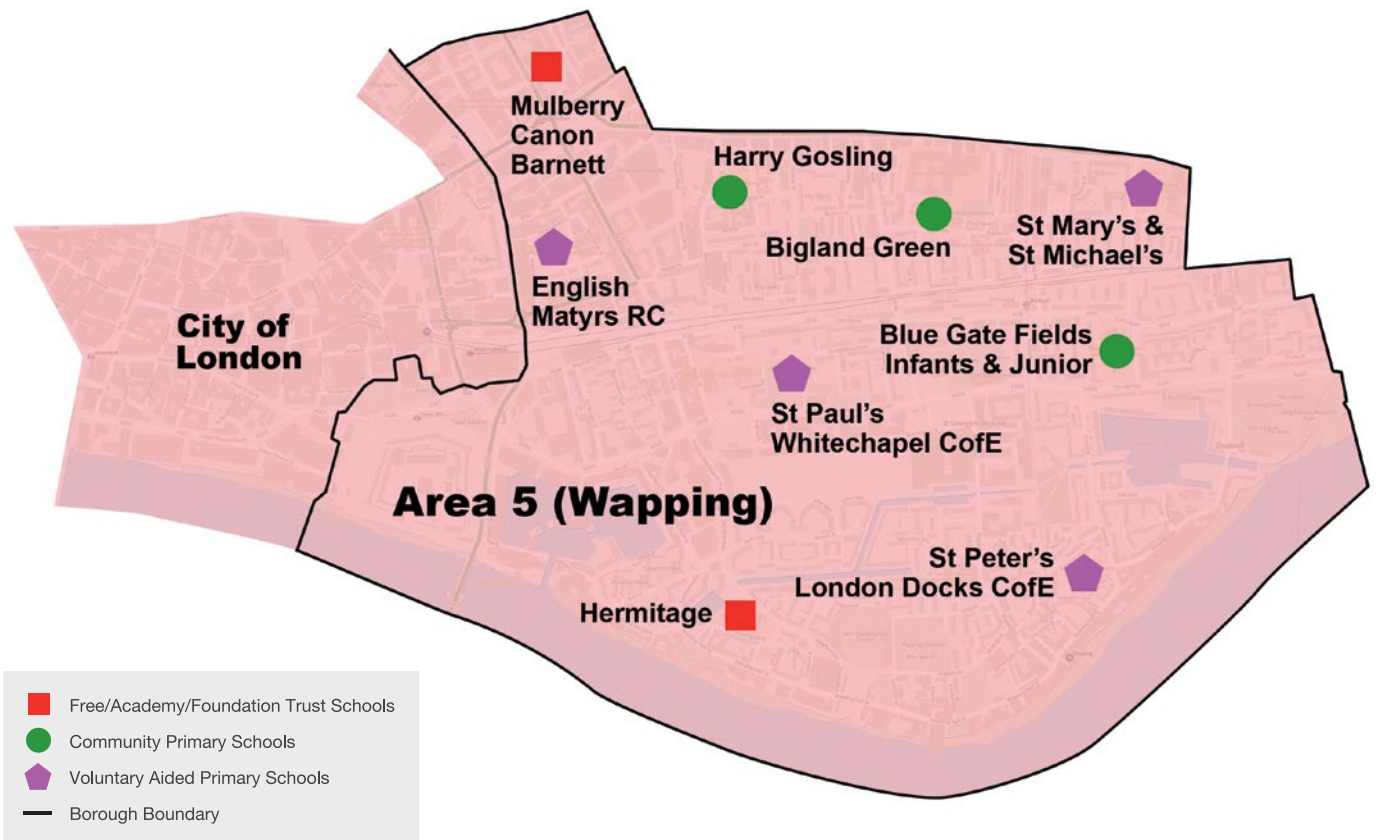 Mulberry
Canon
Barnett
Harry Gosling
Bigland Green
St Mary's &
St Michael's
English
Matyrs RC
City of
London
Blue Gate Fields
Infants & Junior
St Paul's
Whitechapel CofE
Area 5 (Wapping)
St Peter's
London Docks CofE
Hermitage
Free/Academy/Foundation Trust Schools
Community Primary Schools
Voluntary Aided Primary Schools
Borough Boundary